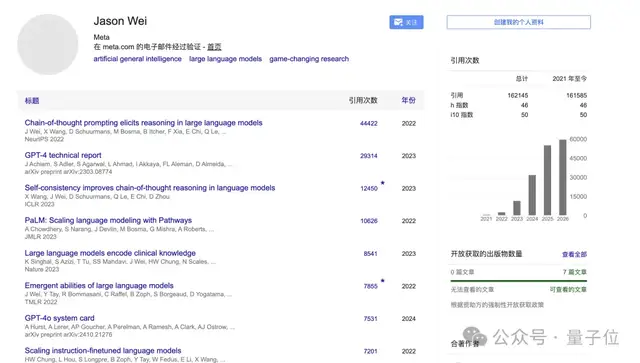 Jason Wei
关注
Meta
在 meta.com 的电子邮件经过验证 - 首页
artificial general intelligence large language models game-changing research
标题 引用次数 年份
Chain-of-thought prompting elicits reasoning in large language models 44422 2022
J Wei, X Wang, D Schuurmans, M Bosma, B Ichter, F Xia, E Chi, Q Le, ...
NeurIPS 2022
GPT-4 technical report 29314 2023
J Achiam, S Adler, S Agarwal, L Ahmad, I Akkaya, FL Aleman, D Almeida, ...
arXiv preprint arXiv:2303.08774
Self-consistency improves chain-of-thought reasoning in large language models 12450 * 2023
X Wang, J Wei, D Schuurmans, Q Le, E Chi, D Zhou
ICLR 2023
PaLM: Scaling language modeling with Pathways 10626 2022
A Chowdhery, S Narang, J Devlin, M Bosma, G Mishra, A Roberts, ...
JMLR 2023
Large language models encode clinical knowledge 8541 2023
K Singhal, S Azizi, T Tu, SS Mahdavi, J Wei, HW Chung, N Scales, ...
Nature 2023
Emergent abilities of large language models 7855 * 2022
J Wei, Y Tay, R Bommasani, C Raffel, B Zoph, S Borgeaud, D Yogatama, ...
TMLR 2022
GPT-4o system card 7531 2024
A Hurst, A Lerer, AP Goucher, A Perelman, A Ramesh, A Clark, AJ Ostrow, ...
arXiv preprint arXiv:2410.21276
Scaling instruction-finetuned language models 7201 2022
HW Chung, L Hou, S Longpre, B Zoph, Y Tay, W Fedus, E Li, X Wang, ...
创建我的个人资料
引用次数
总计 2021 年至今
引用 162145 161585
h 指数 46 46
i10 指数 50 50
60000
45000
30000
15000
0
2021 2022 2023 2024 2025 2026
开放获取的出版物数量 查看全部
0 篇文章 7 篇文章
无法查看的文章 可查看的文章
根据资助方的强制性开放获取政策
合著作者
公众号 · 量子位